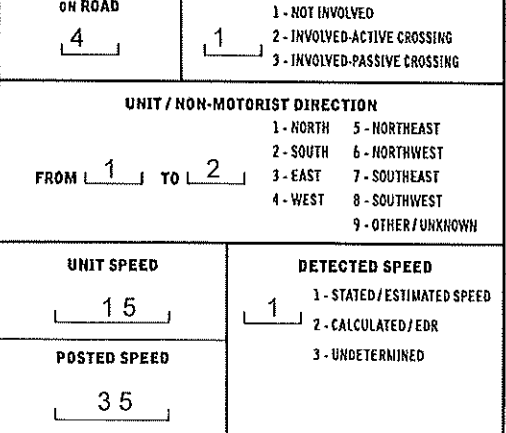 ON ROAD
4
1
1 - NOT INVOLVED
2 - INVOLVED-ACTIVE CROSSING
3 - INVOLVED-PASSIVE CROSSING
UNIT / NON-MOTORIST DIRECTION
FROM 1 TO 2
1 - NORTH 5 - NORTHEAST
2 - SOUTH 6 - NORTHWEST
3 - EAST 7 - SOUTHEAST
4 - WEST 8 - SOUTHWEST
9 - OTHER / UNKNOWN
UNIT SPEED
15
POSTED SPEED
35
DETECTED SPEED
1
1 - STATED / ESTIMATED SPEED
2 - CALCULATED / EDR
3 - UNDETERMINED